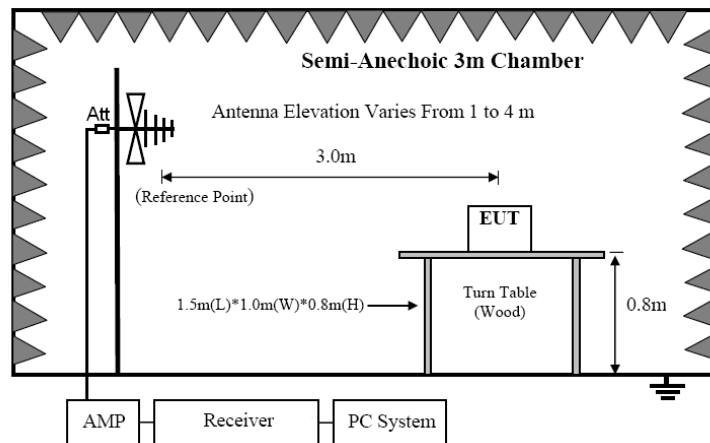 Semi-Anechoic 3m Chamber
Att
Antenna Elevation Varies From 1 to 4 m
3.0m
(Reference Point)
EUT
1.5m(L)*1.0m(W)*0.8m(H)
Turn Table
(Wood)
0.8m
AMP
Receiver
PC System